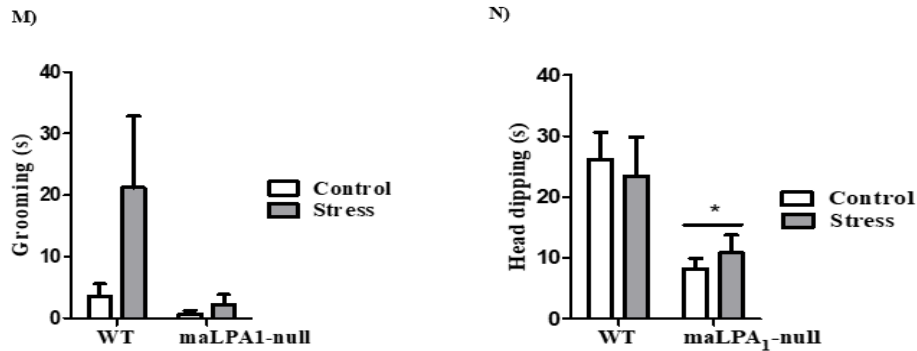 M)
40
30
20
10
0
Grooming (s)
WT
maLPA1-null
Control
Stress
N)
40
30
20
10
0
Head dipping (s)
*
WT
maLPA₁-null
Control
Stress